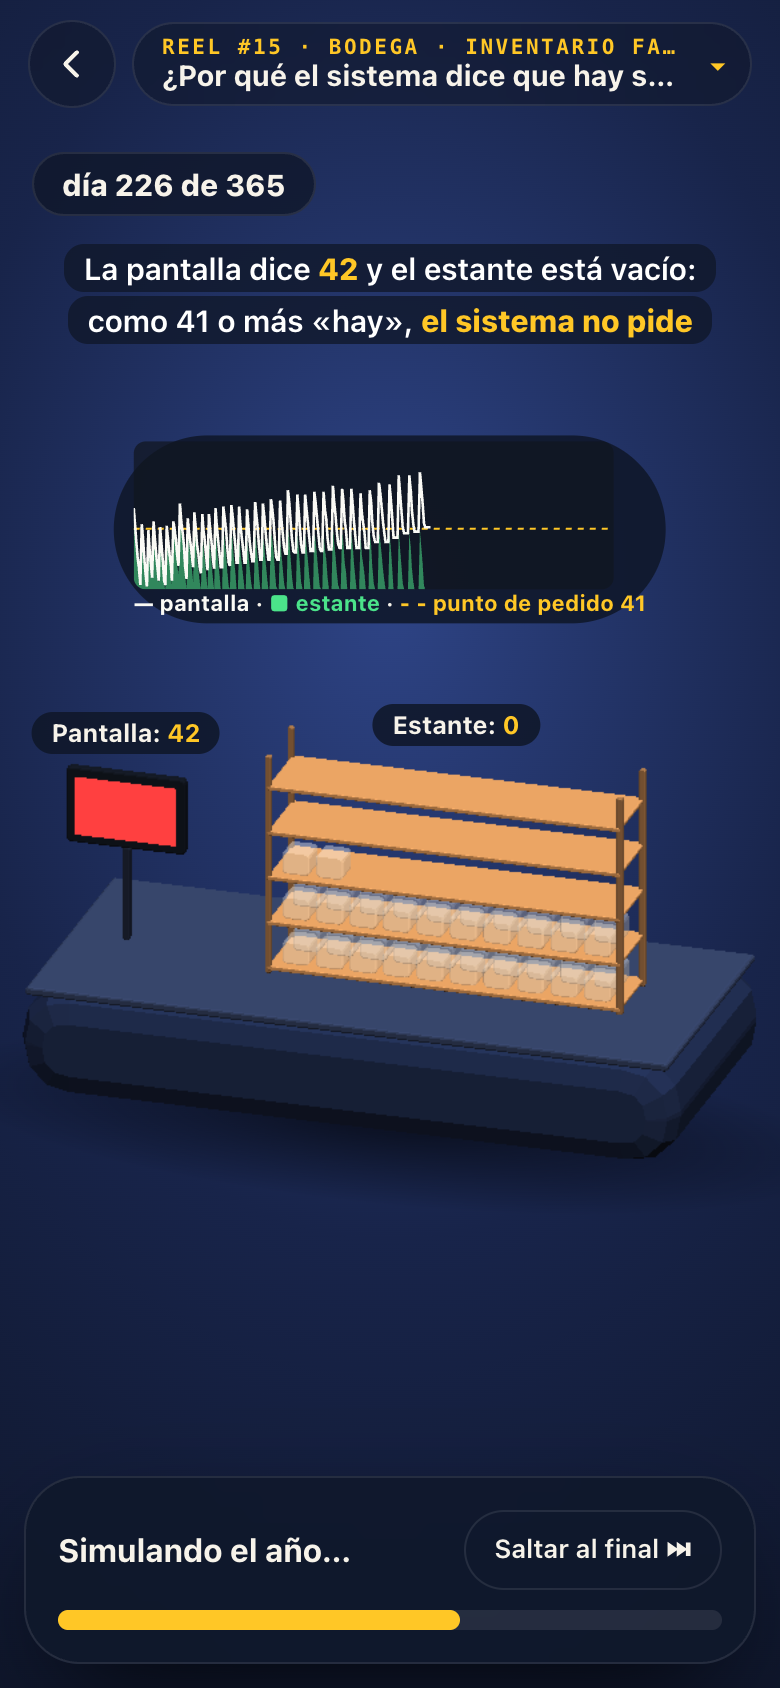 REEL #15 · BODEGA · INVENTARIO FA…
¿Por qué el sistema dice que hay s...
día 226 de 365
La pantalla dice 42 y el estante está vacío:
como 41 o más «hay», el sistema no pide
— pantalla · estante · - - punto de pedido 41
Pantalla: 42
Estante: 0
Simulando el año...
Saltar al final